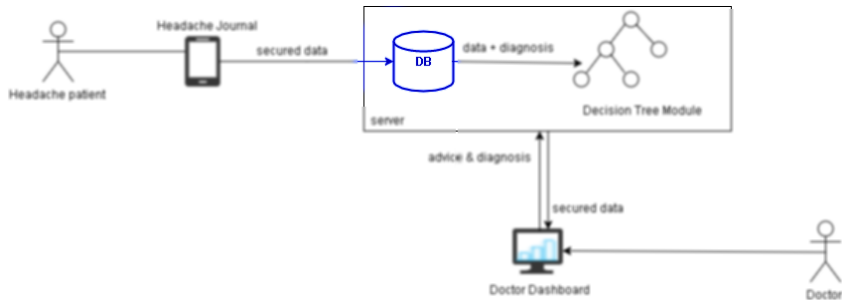 Headache Journal
secured data
DB
data + diagnosis
Headache patient
Decision Tree Module
server
advice & diagnosis
secured data
Doctor Dashboard
Doctor